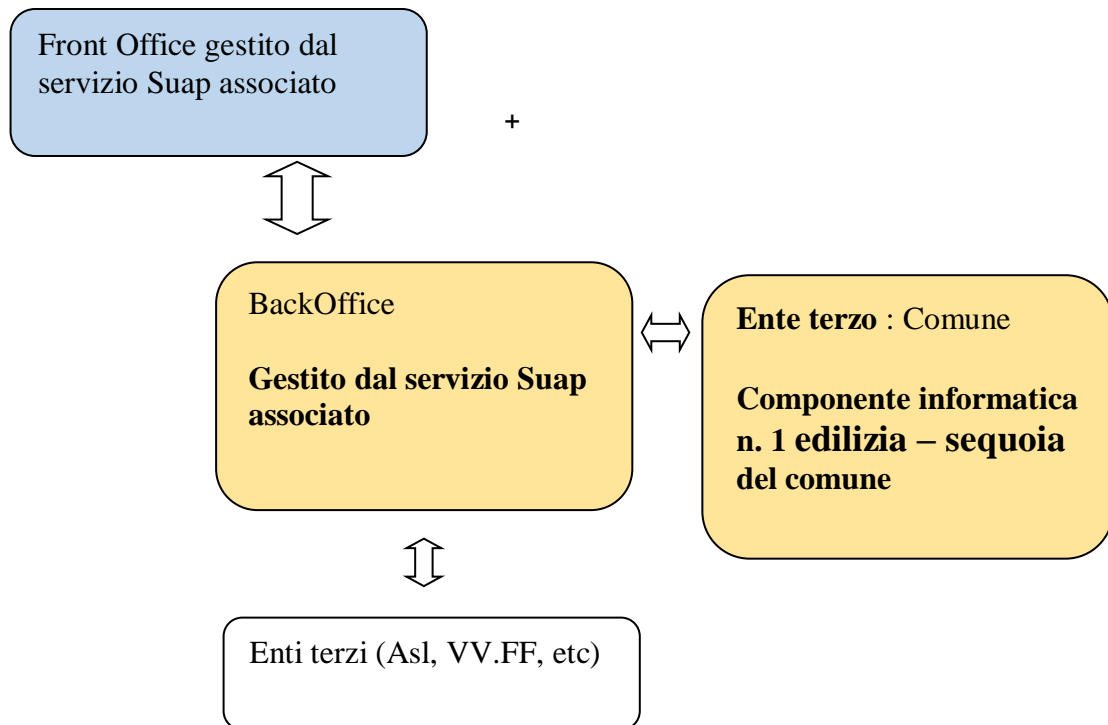 Front Office gestito dal
servizio Suap associato
+
BackOffice
Gestito dal servizio Suap
associato
Ente terzo : Comune
Componente informatica
n. 1 edilizia – sequoia
del comune
Enti terzi (Asl, VV.FF, etc)